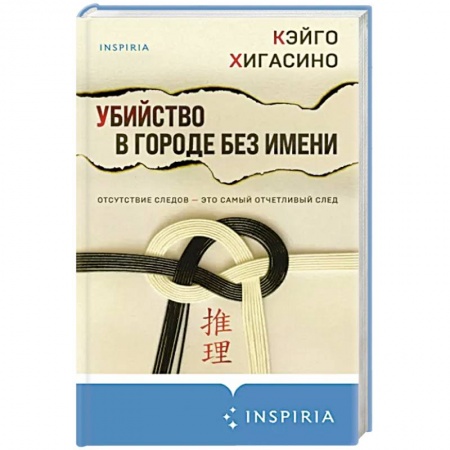 INSPIRIA
КЭЙГО
ХИГАСИНО
УБИЙСТВО
В ГОРОДЕ БЕЗ ИМЕНИ
ОТСУТСТВИЕ СЛЕДОВ — ЭТО САМЫЙ ОТЧЕТЛИВЫЙ СЛЕД
推
理
INSPIRIA